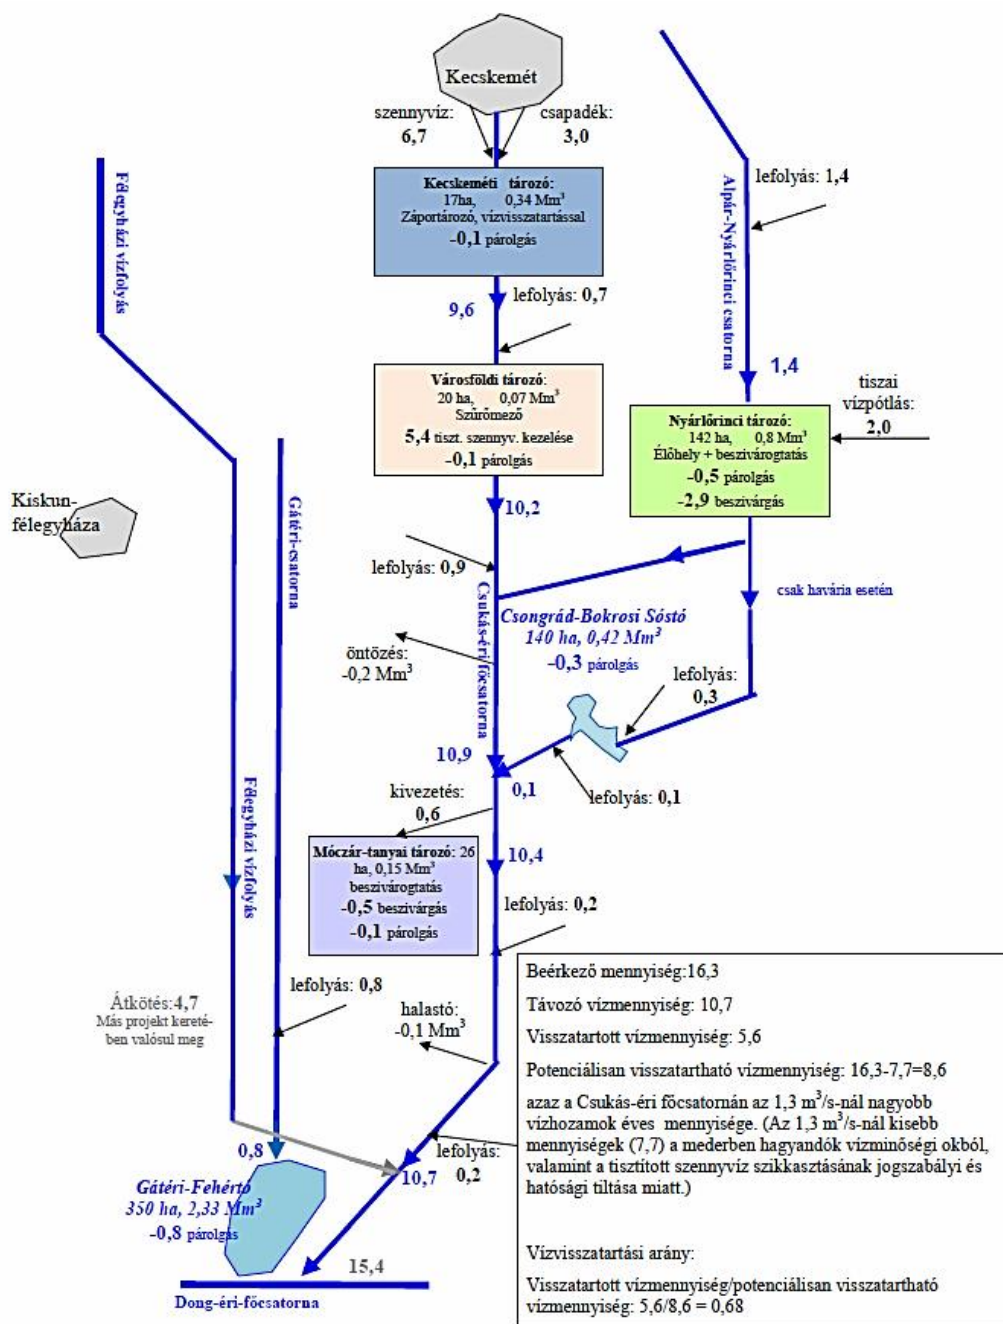 Kecskemét
szennyvíz:
6,7
csapadék:
3,0
Kecskeméti tározó:
17ha, 0,34 Mm³
Záportározó, vízvisszatartással
-0,1 párolgás
lefolyás: 1,4
Alpár-Nyárlőrinci csatorna
Félegyházi vízfolyás
9,6
lefolyás: 0,7
Városföldi tározó:
20 ha, 0,07 Mm³
Szűrőmező
5,4 tiszt. szennyv. kezelése
-0,1 párolgás
1,4
tiszai
vízpótlás:
2,0
Nyárlőrinci tározó:
142 ha, 0,8 Mm³
Élőhely + beszivárogtatás
-0,5 párolgás
-2,9 beszivárgás
Kiskun-
félegyháza
Gátéri-csatorna
10,2
lefolyás: 0,9
Csukás-éri főcsatorna
csak havária esetén
Csongrád-Bokrosi Sóstó
140 ha, 0,42 Mm³
-0,3 párolgás
öntözés:
-0,2 Mm³
lefolyás:
0,3
10,9
0,1
lefolyás: 0,1
kivezetés:
0,6
Móczár-tanyai tározó: 26
ha, 0,15 Mm³
beszivárogtatás
-0,5 beszivárgás
-0,1 párolgás
10,4
lefolyás: 0,2
Félegyházi vízfolyás
lefolyás: 0,8
Átkötés:4,7
Más projekt kereté-
ben valósul meg
halastó:
-0,1 Mm³
0,8
lefolyás:
0,2
10,7
Gátéri-Fehértó
350 ha, 2,33 Mm³
-0,8 párolgás
15,4
Dong-éri-főcsatorna
Beérkező mennyiség:16,3
Távozó vízmennyiség: 10,7
Visszatartott vízmennyiség: 5,6
Potenciálisan visszatartható vízmennyiség: 16,3-7,7=8,6
azaz a Csukás-éri főcsatornán az 1,3 m³/s-nál nagyobb
vízhozamok éves mennyisége. (Az 1,3 m³/s-nál kisebb
mennyiségek (7,7) a mederben hagyandók vízminőségi okból,
valamint a tisztított szennyvíz szikkasztásának jogszabályi és
hatósági tiltása miatt.)
Vízvisszatartási arány:
Visszatartott vízmennyiség/potenciálisan visszatartható
vízmennyiség: 5,6/8,6 = 0,68